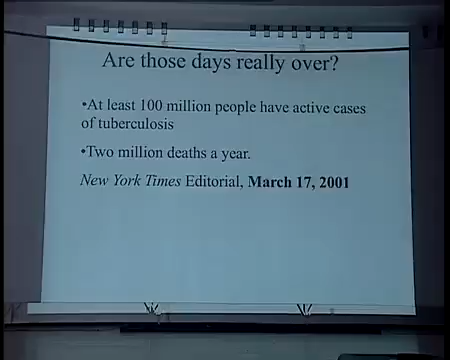 Are those days really over?
•At least 100 million people have active cases
of tuberculosis
•Two million deaths a year.
New York Times Editorial, March 17, 2001